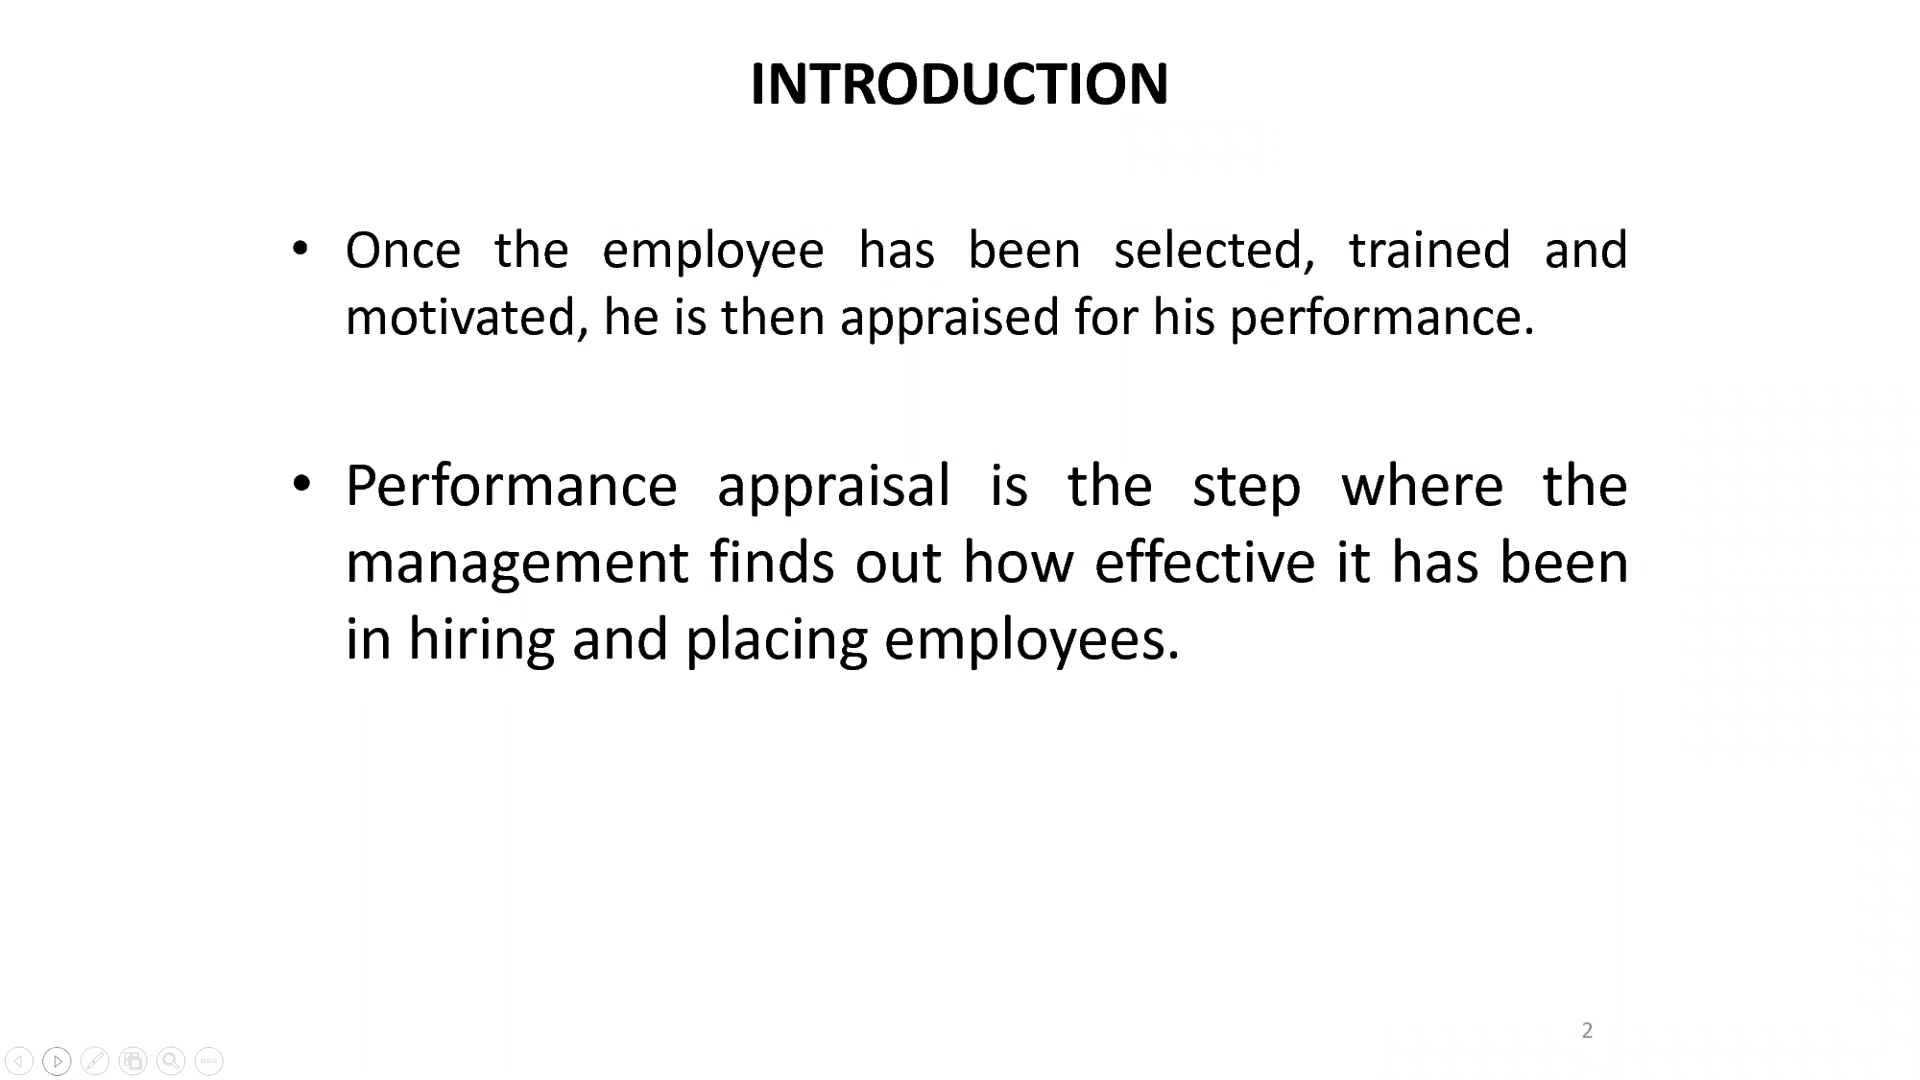 INTRODUCTION
• Once the employee has been selected, trained and
motivated, he is then appraised for his performance.
• Performance appraisal is the step where the
management finds out how effective it has been
in hiring and placing employees.
2